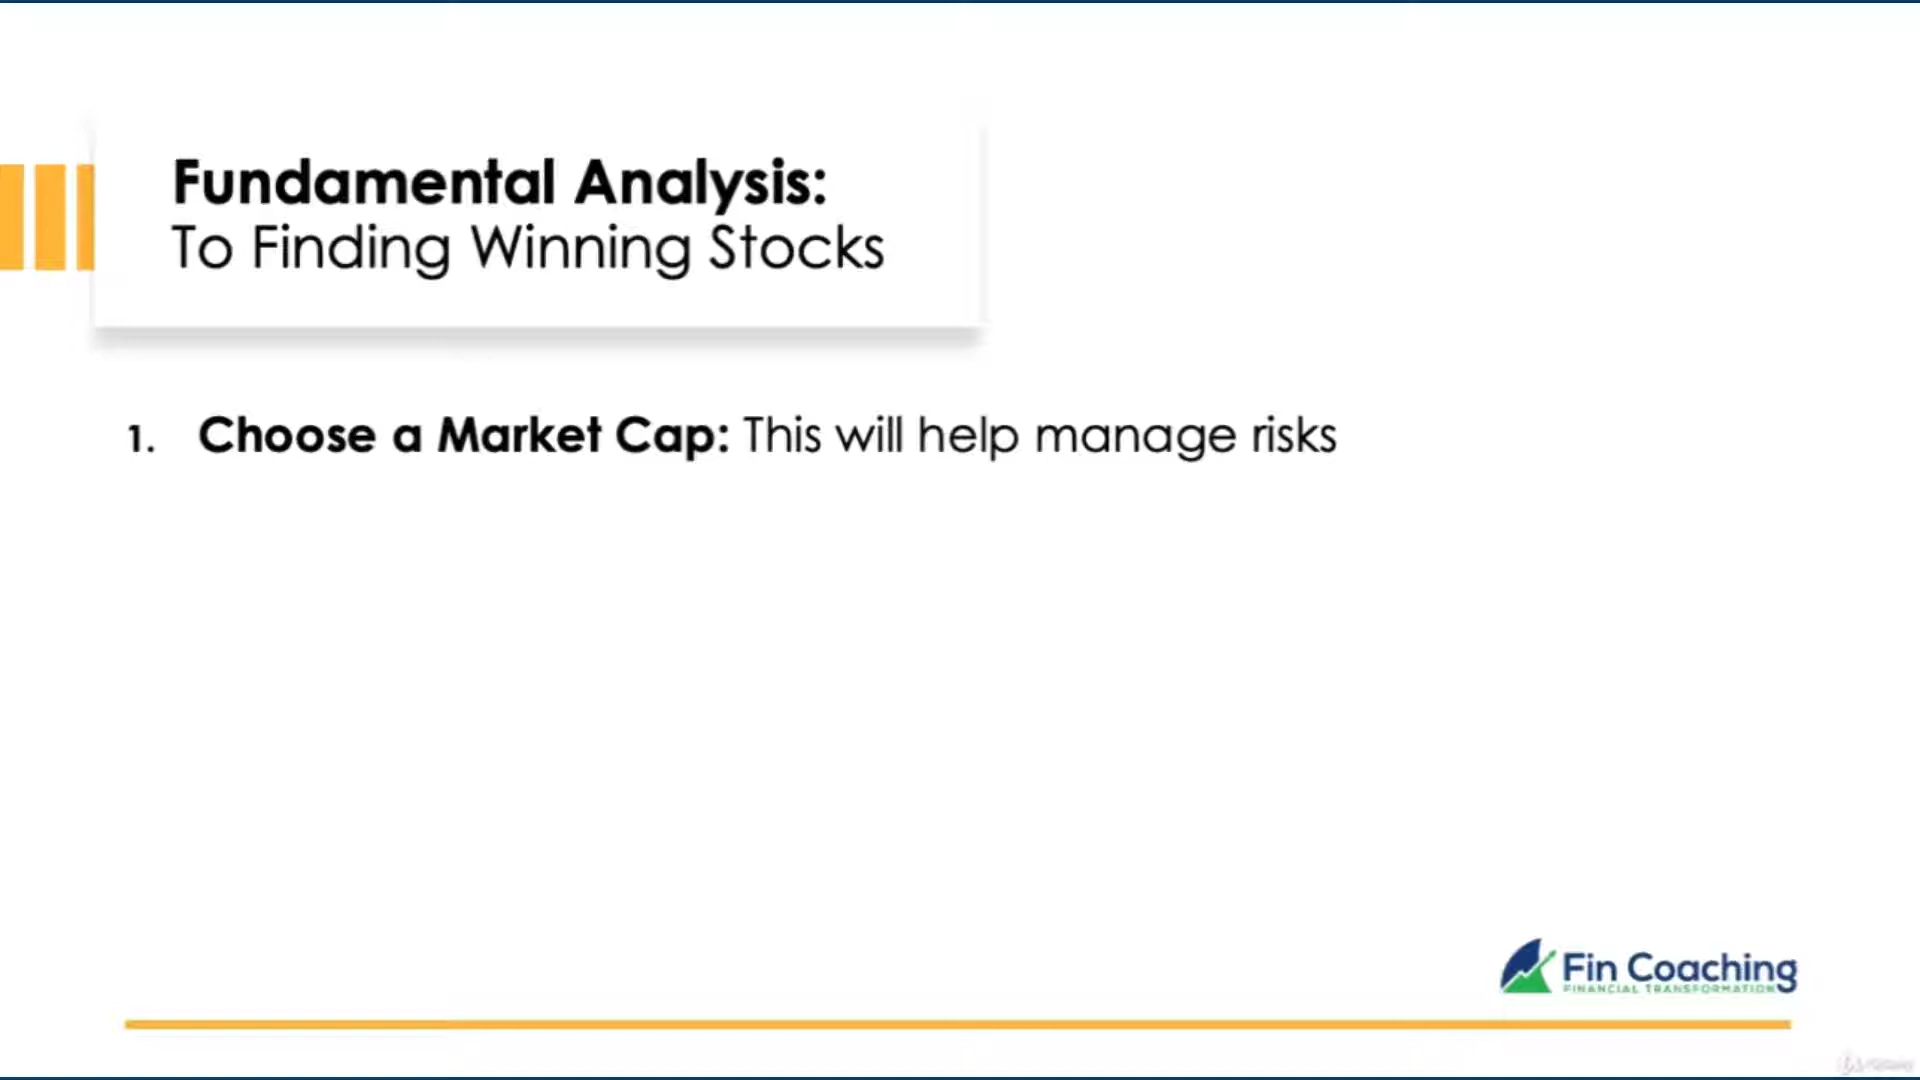 Fundamental Analysis:
To Finding Winning Stocks
1. Choose a Market Cap: This will help manage risks
Fin Coaching
FINANCIAL TRANSFORMATION